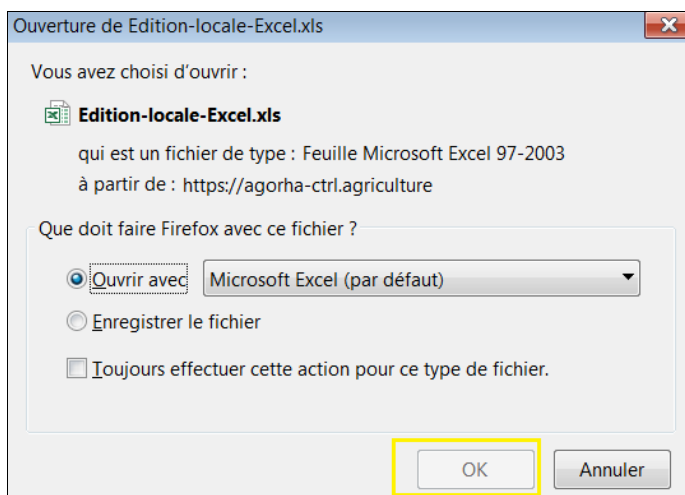 Ouverture de Edition-locale-Excel.xls
Vous avez choisi d'ouvrir :
Edition-locale-Excel.xls
qui est un fichier de type : Feuille Microsoft Excel 97-2003
à partir de : https://agorha-ctrl.agriculture
Que doit faire Firefox avec ce fichier ?
Ouvrir avec Microsoft Excel (par défaut)
Enregistrer le fichier
Toujours effectuer cette action pour ce type de fichier.
OK Annuler